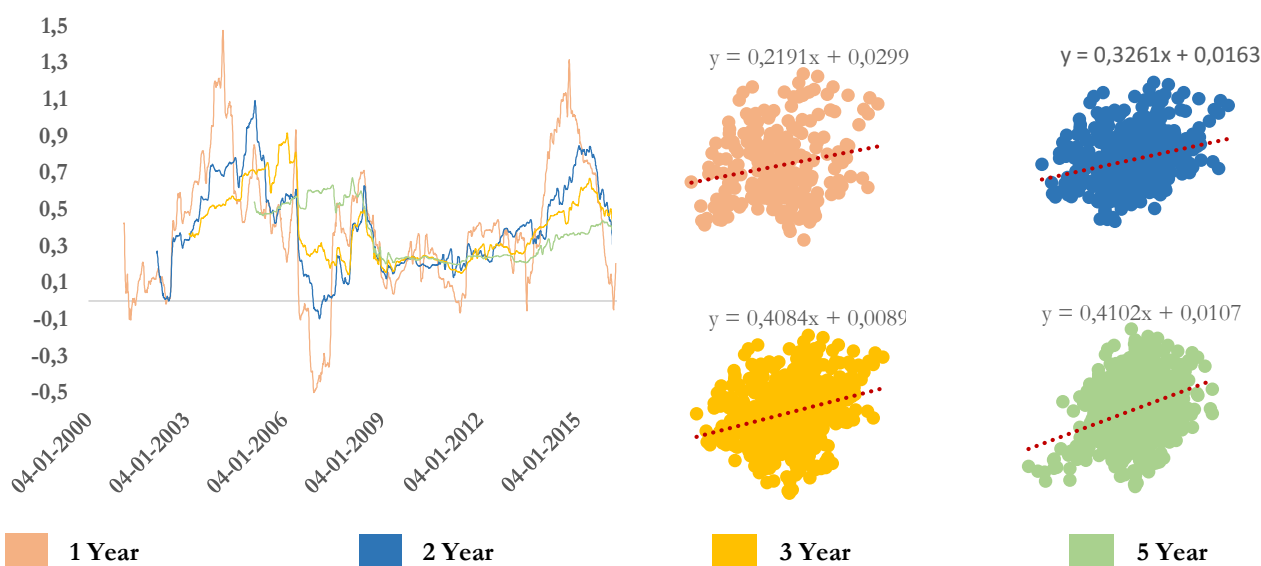 1,5
1,3
1,1
0,9
0,7
0,5
0,3
0,1
-0,1
-0,3
-0,5
04-01-2000
04-01-2003
04-01-2006
04-01-2009
04-01-2012
04-01-2015
y = 0,2191x + 0,0299
y = 0,3261x + 0,0163
y = 0,4084x + 0,0089
y = 0,4102x + 0,0107
1 Year
2 Year
3 Year
5 Year